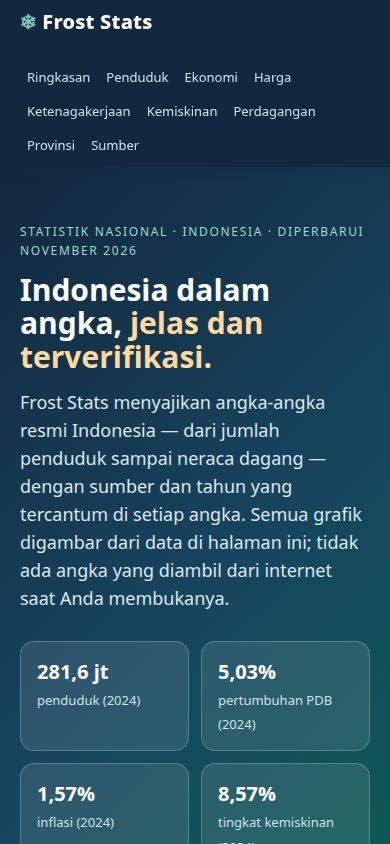 ❄ Frost Stats
Ringkasan Penduduk Ekonomi Harga
Ketenagakerjaan Kemiskinan Perdagangan
Provinsi Sumber
STATISTIK NASIONAL · INDONESIA · DIPERBARUI
NOVEMBER 2026
Indonesia dalam
angka, jelas dan
terverifikasi.
Frost Stats menyajikan angka-angka
resmi Indonesia — dari jumlah
penduduk sampai neraca dagang —
dengan sumber dan tahun yang
tercantum di setiap angka. Semua grafik
digambar dari data di halaman ini; tidak
ada angka yang diambil dari internet
saat Anda membukanya.
281,6 jt
penduduk (2024)
5,03%
pertumbuhan PDB
(2024)
1,57%
inflasi (2024)
8,57%
tingkat kemiskinan